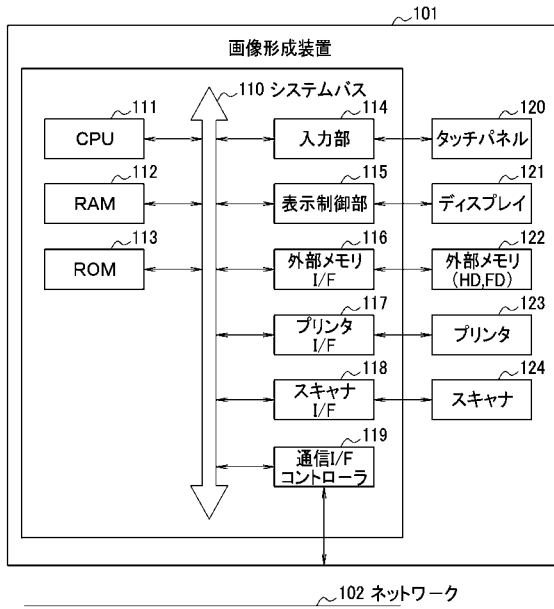 101
画像形成装置
110 システムバス
111
CPU
112
RAM
113
ROM
114
入力部
115
表示制御部
116
外部メモリ
I/F
117
プリンタ
I/F
118
スキャナ
I/F
119
通信I/F
コントローラ
120
タッチパネル
121
ディスプレイ
122
外部メモリ
(HD,FD)
123
プリンタ
124
スキャナ
102 ネットワーク